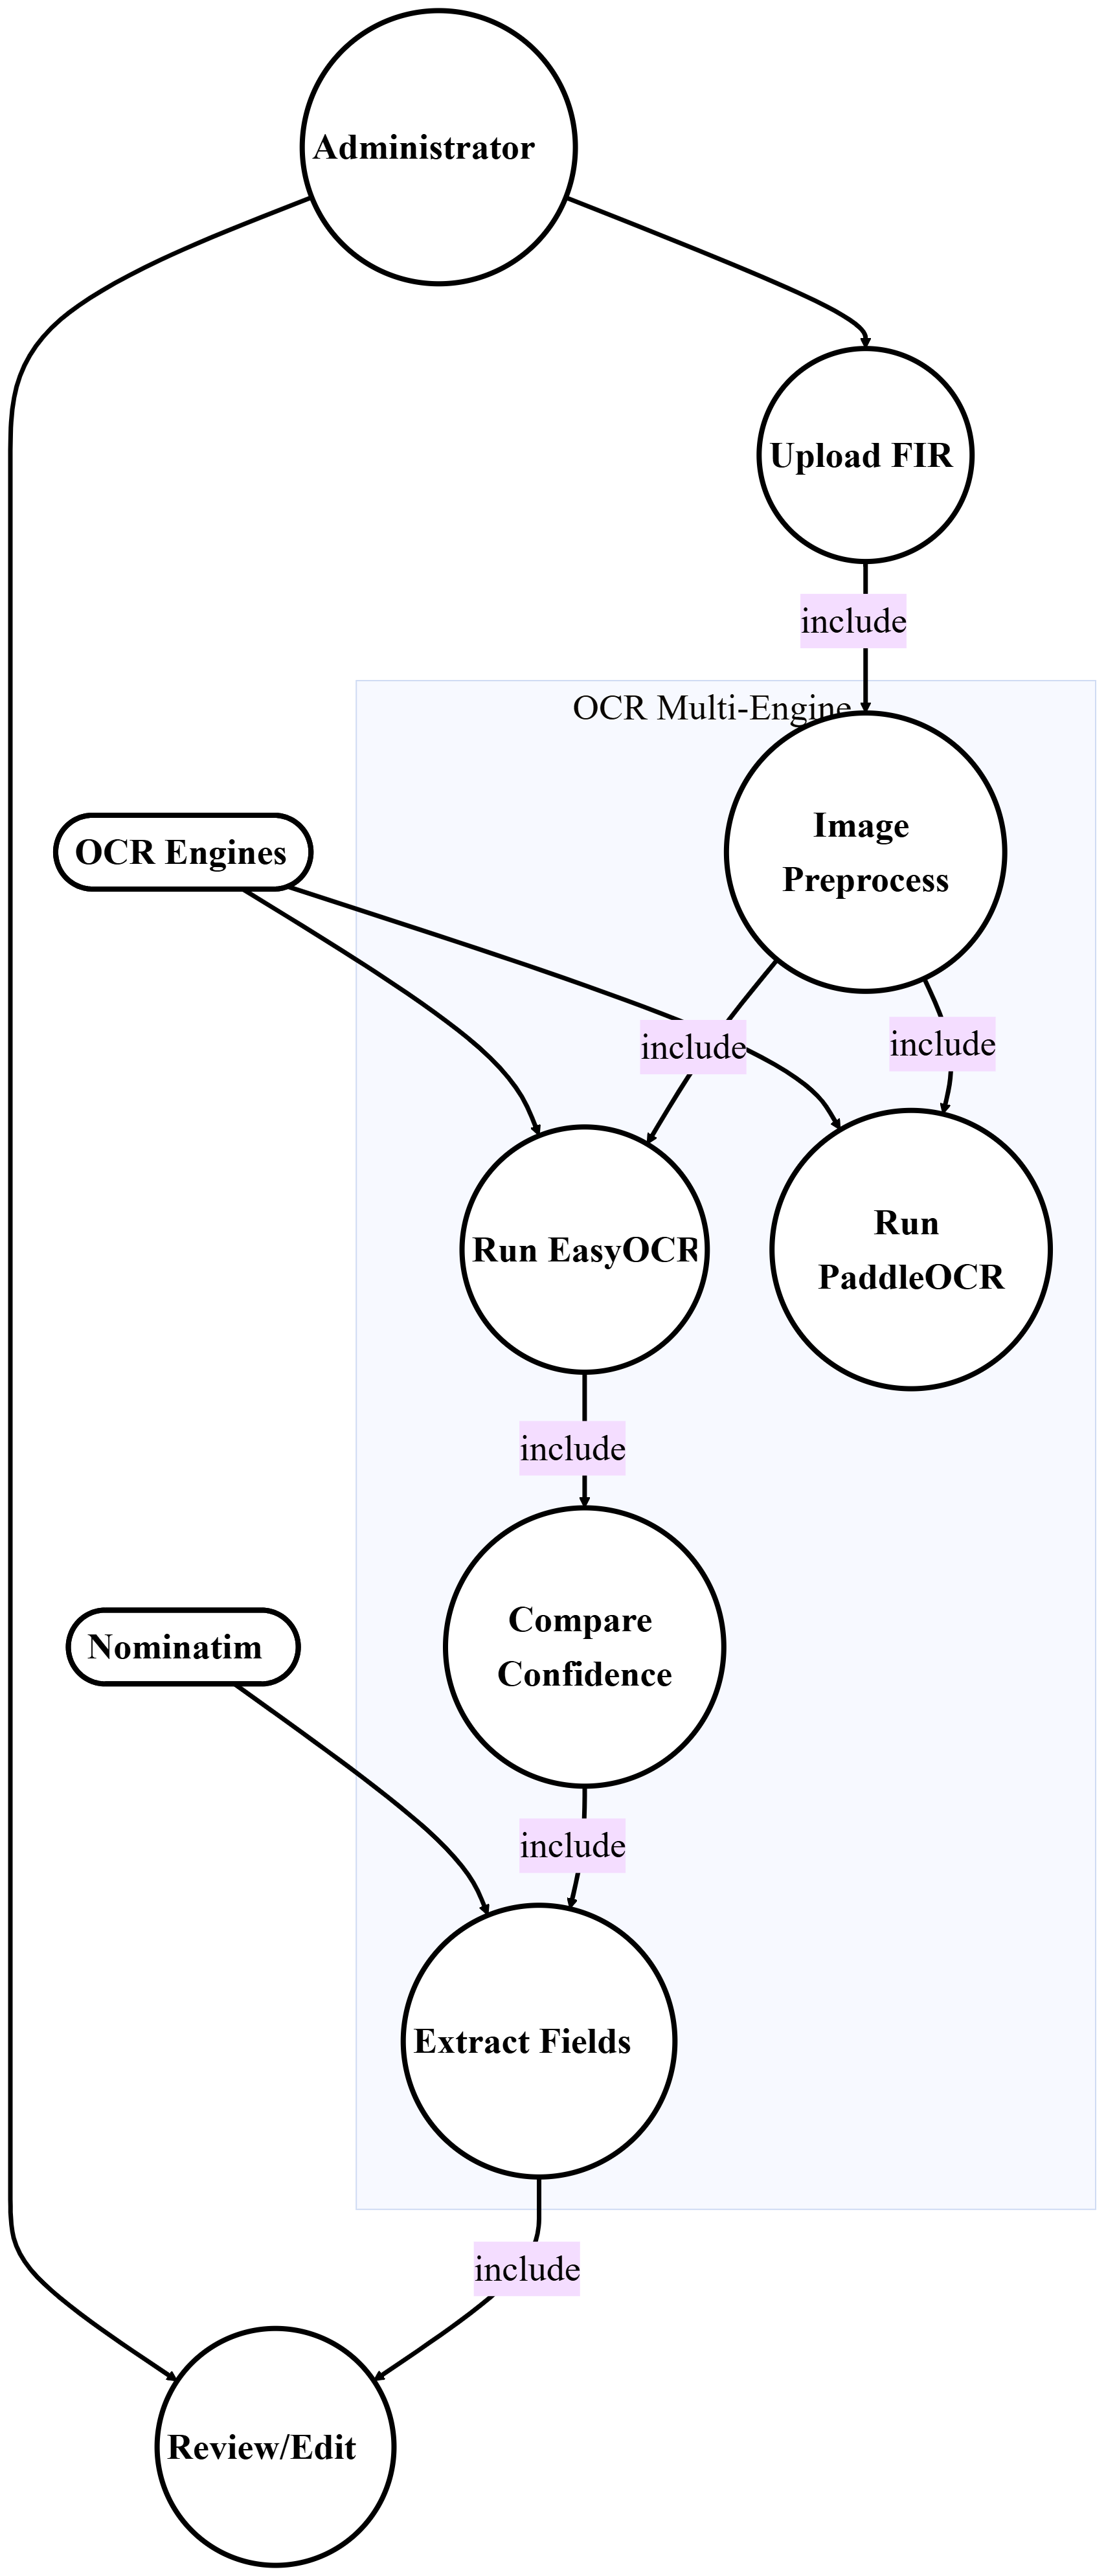 Administrator
Upload FIR
include
OCR Multi-Engine
OCR Engines
Image
Preprocess
include
include
Run EasyOCR
Run
PaddleOCR
include
Nominatim
Compare
Confidence
include
Extract Fields
include
Review/Edit